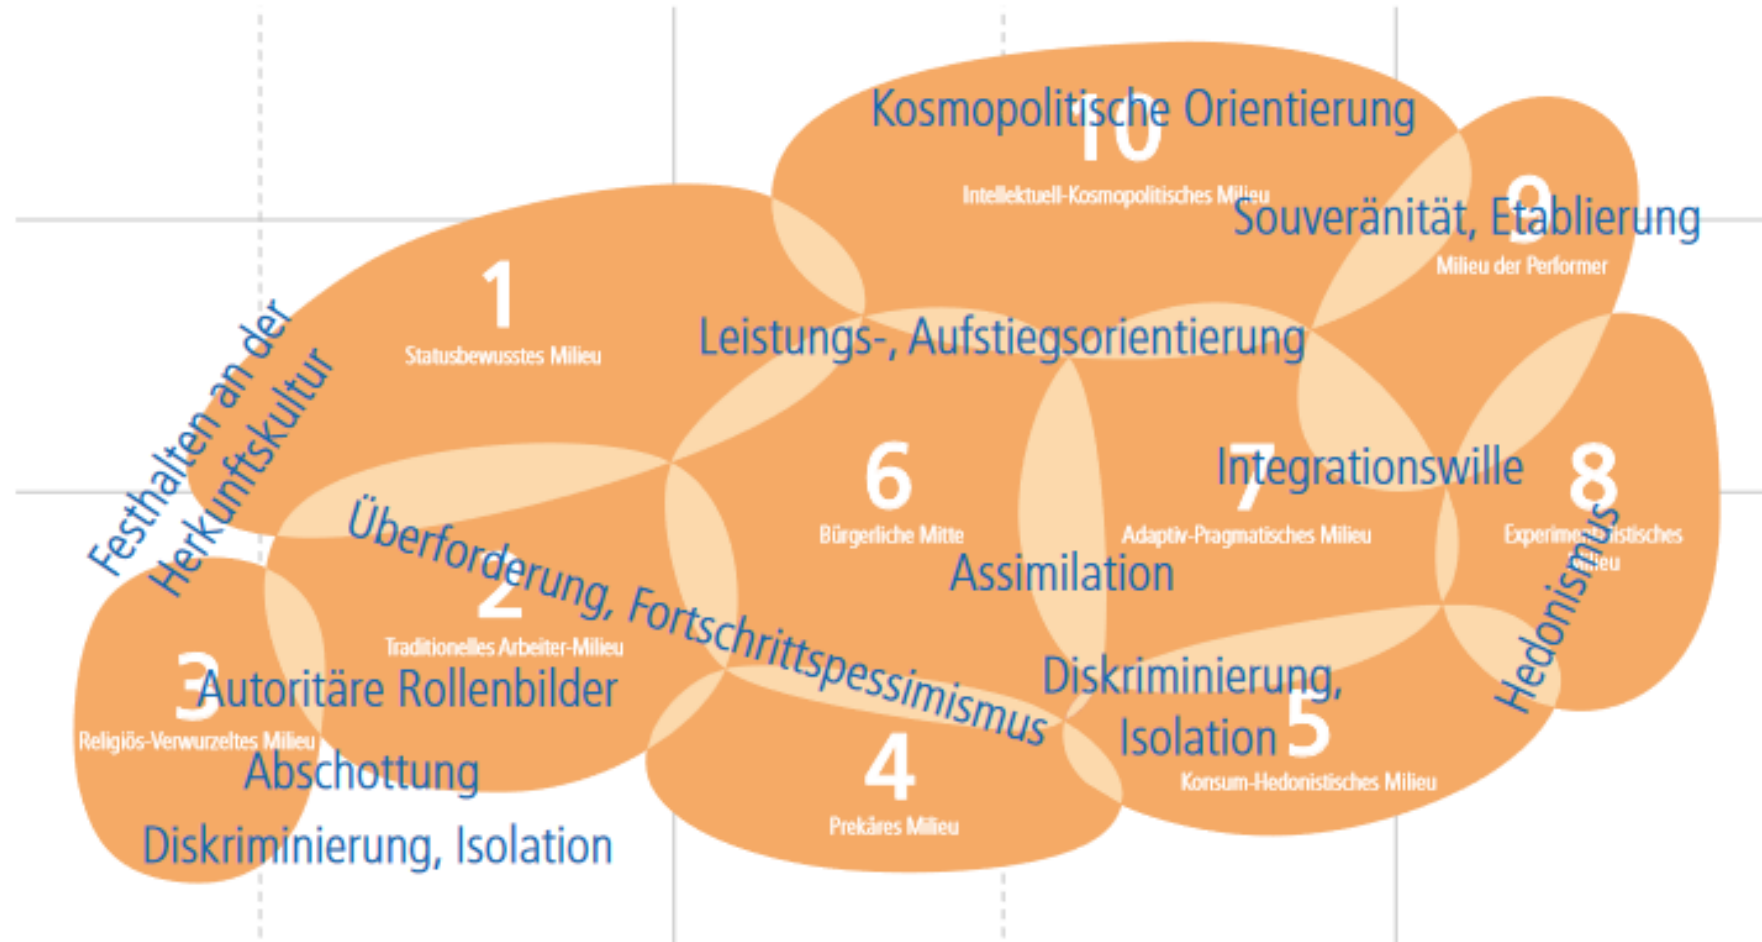 Kosmopolitische Orientierung
10
Intellektuell-Kosmopolitisches Milieu
9
Souveränität, Etablierung
Milieu der Performer
1
Statusbewusstes Milieu
Leistungs-, Aufstiegsorientierung
Festhalten an der
Herkunftskultur
6
Bürgerliche Mitte
7
Integrationswille
Adaptiv-Pragmatisches Milieu
8
Experimentalistisches
Milieu
Hedonismus
Überforderung, Fortschrittspessimismus
Assimilation
2
Traditionelles Arbeiter-Milieu
3
Autoritäre Rollenbilder
Religiös-Verwurzeltes Milieu
Abschottung
Diskriminierung, Isolation
4
Prekäres Milieu
Diskriminierung,
Isolation
5
Konsum-Hedonistisches Milieu